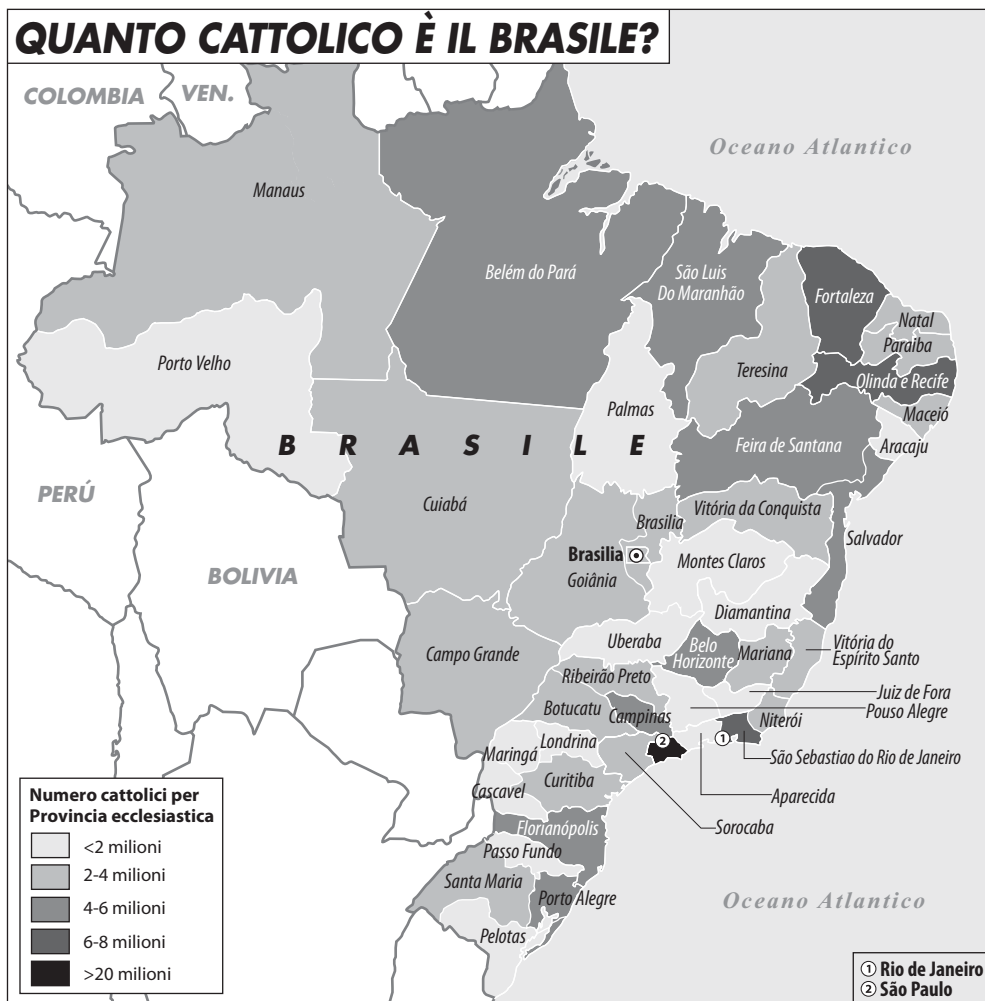 QUANTO CATTOLICO È IL BRASILE?
COLOMBIA
VEN.
Oceano Atlantico
Manaus
Belém do Pará
São Luis
Do Maranhão
Fortaleza
Natal
Paraiba
Porto Velho
Teresina
Olinda e Recife
Palmas
Maceió
BRASILE
Feira de Santana
Aracaju
PERÚ
Cuiabá
Vitória da Conquista
Brasilia
Salvador
Brasilia
Montes Claros
Goiânia
BOLIVIA
Diamantina
Uberaba
Belo
Horizonte
Mariana
Vitória do
Espírito Santo
Campo Grande
Ribeirão Preto
Juiz de Fora
Pouso Alegre
Botucatu
Campinas
Niterói
Londrina
2
1
Maringá
São Sebastiao do Rio de Janeiro
Curitiba
Cascavel
Aparecida
Sorocaba
Florianópolis
Passo Fundo
Santa Maria
Porto Alegre
Oceano Atlantico
Pelotas
Numero cattolici per
Provincia ecclesiastica
<2 milioni
2-4 milioni
4-6 milioni
6-8 milioni
>20 milioni
1 Rio de Janeiro
2 São Paulo